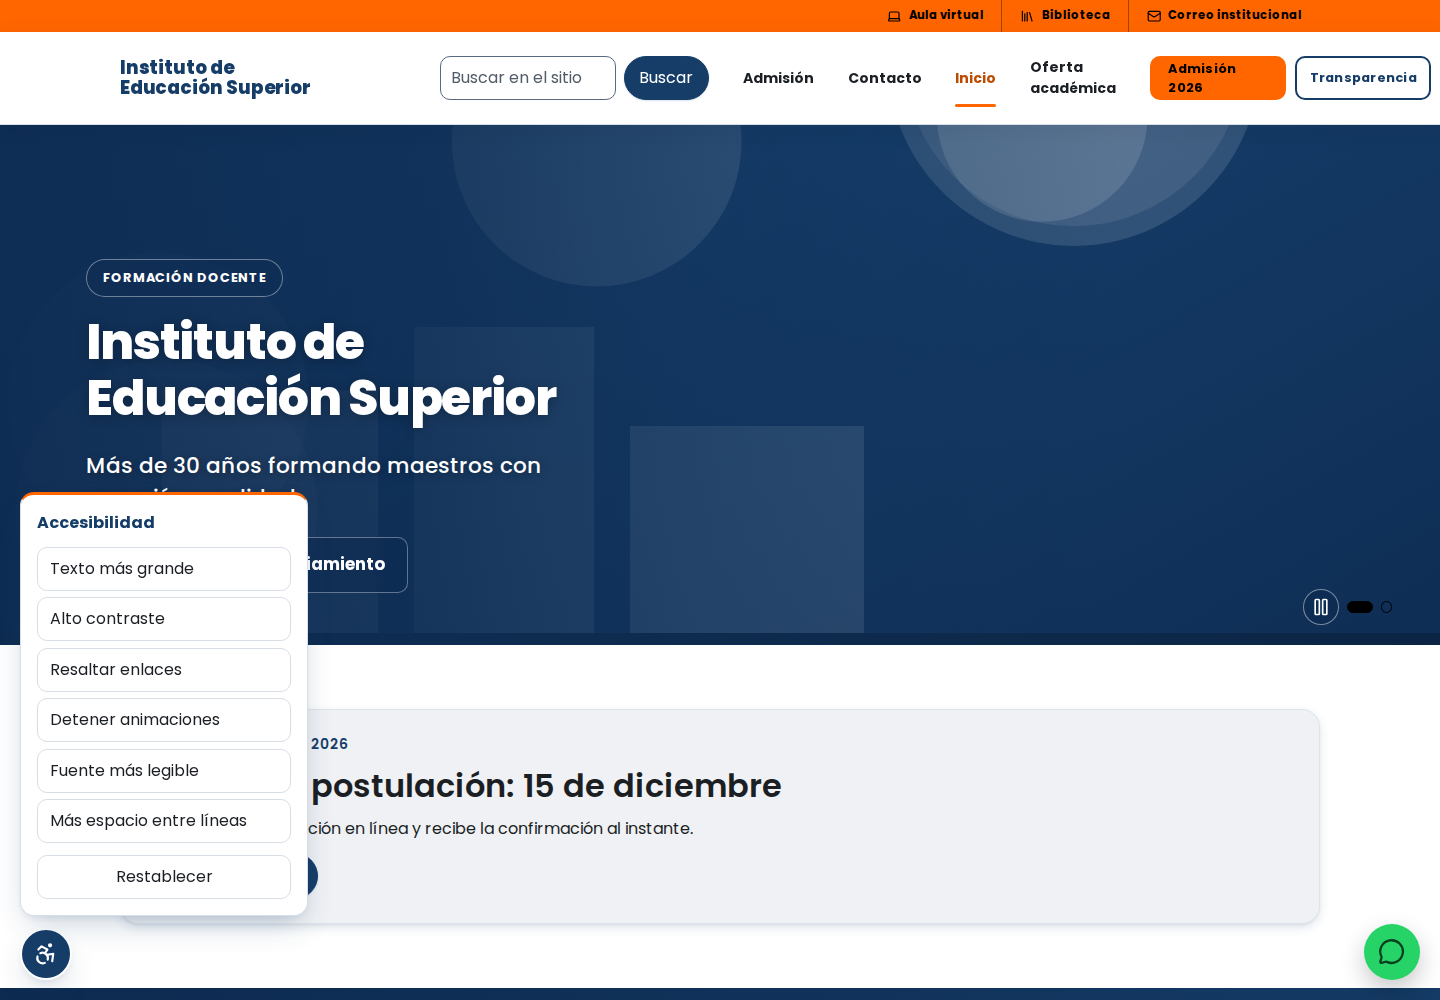 Aula virtual
Biblioteca
Correo institucional
Instituto de
Educación Superior
Buscar en el sitio
Buscar
Admisión
Contacto
Inicio
Oferta
académica
Admisión
2026
Transparencia
FORMACIÓN DOCENTE
Instituto de
Educación Superior
Más de 30 años formando maestros con
Accesibilidad
Texto más grande
Alto contraste
Resaltar enlaces
Detener animaciones
Fuente más legible
Más espacio entre líneas
Restablecer
2026
postulación: 15 de diciembre
en línea y recibe la confirmación al instante.